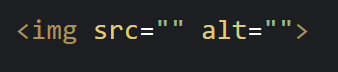 <img src="" alt="">